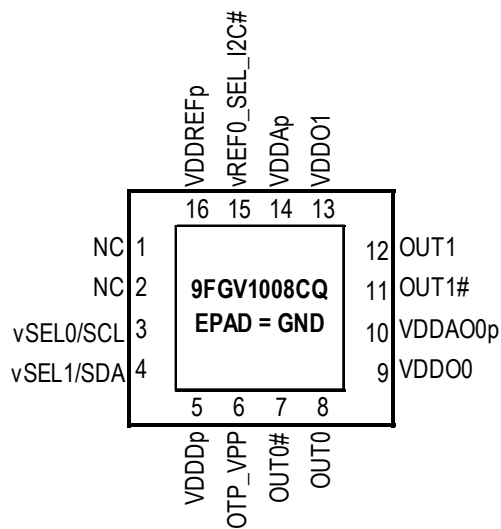 VDDREFp
vREF0_SEL_I2C#
VDDAp
VDDO1
16 15 14 13
NC 1
NC 2
vSEL0/SCL 3
vSEL1/SDA 4
9FGV1008CQ
EPAD = GND
12 OUT1
11 OUT1#
10 VDDAO0p
9 VDDO0
5 6 7 8
VDDDp
OTP_VPP
OUT0#
OUT0